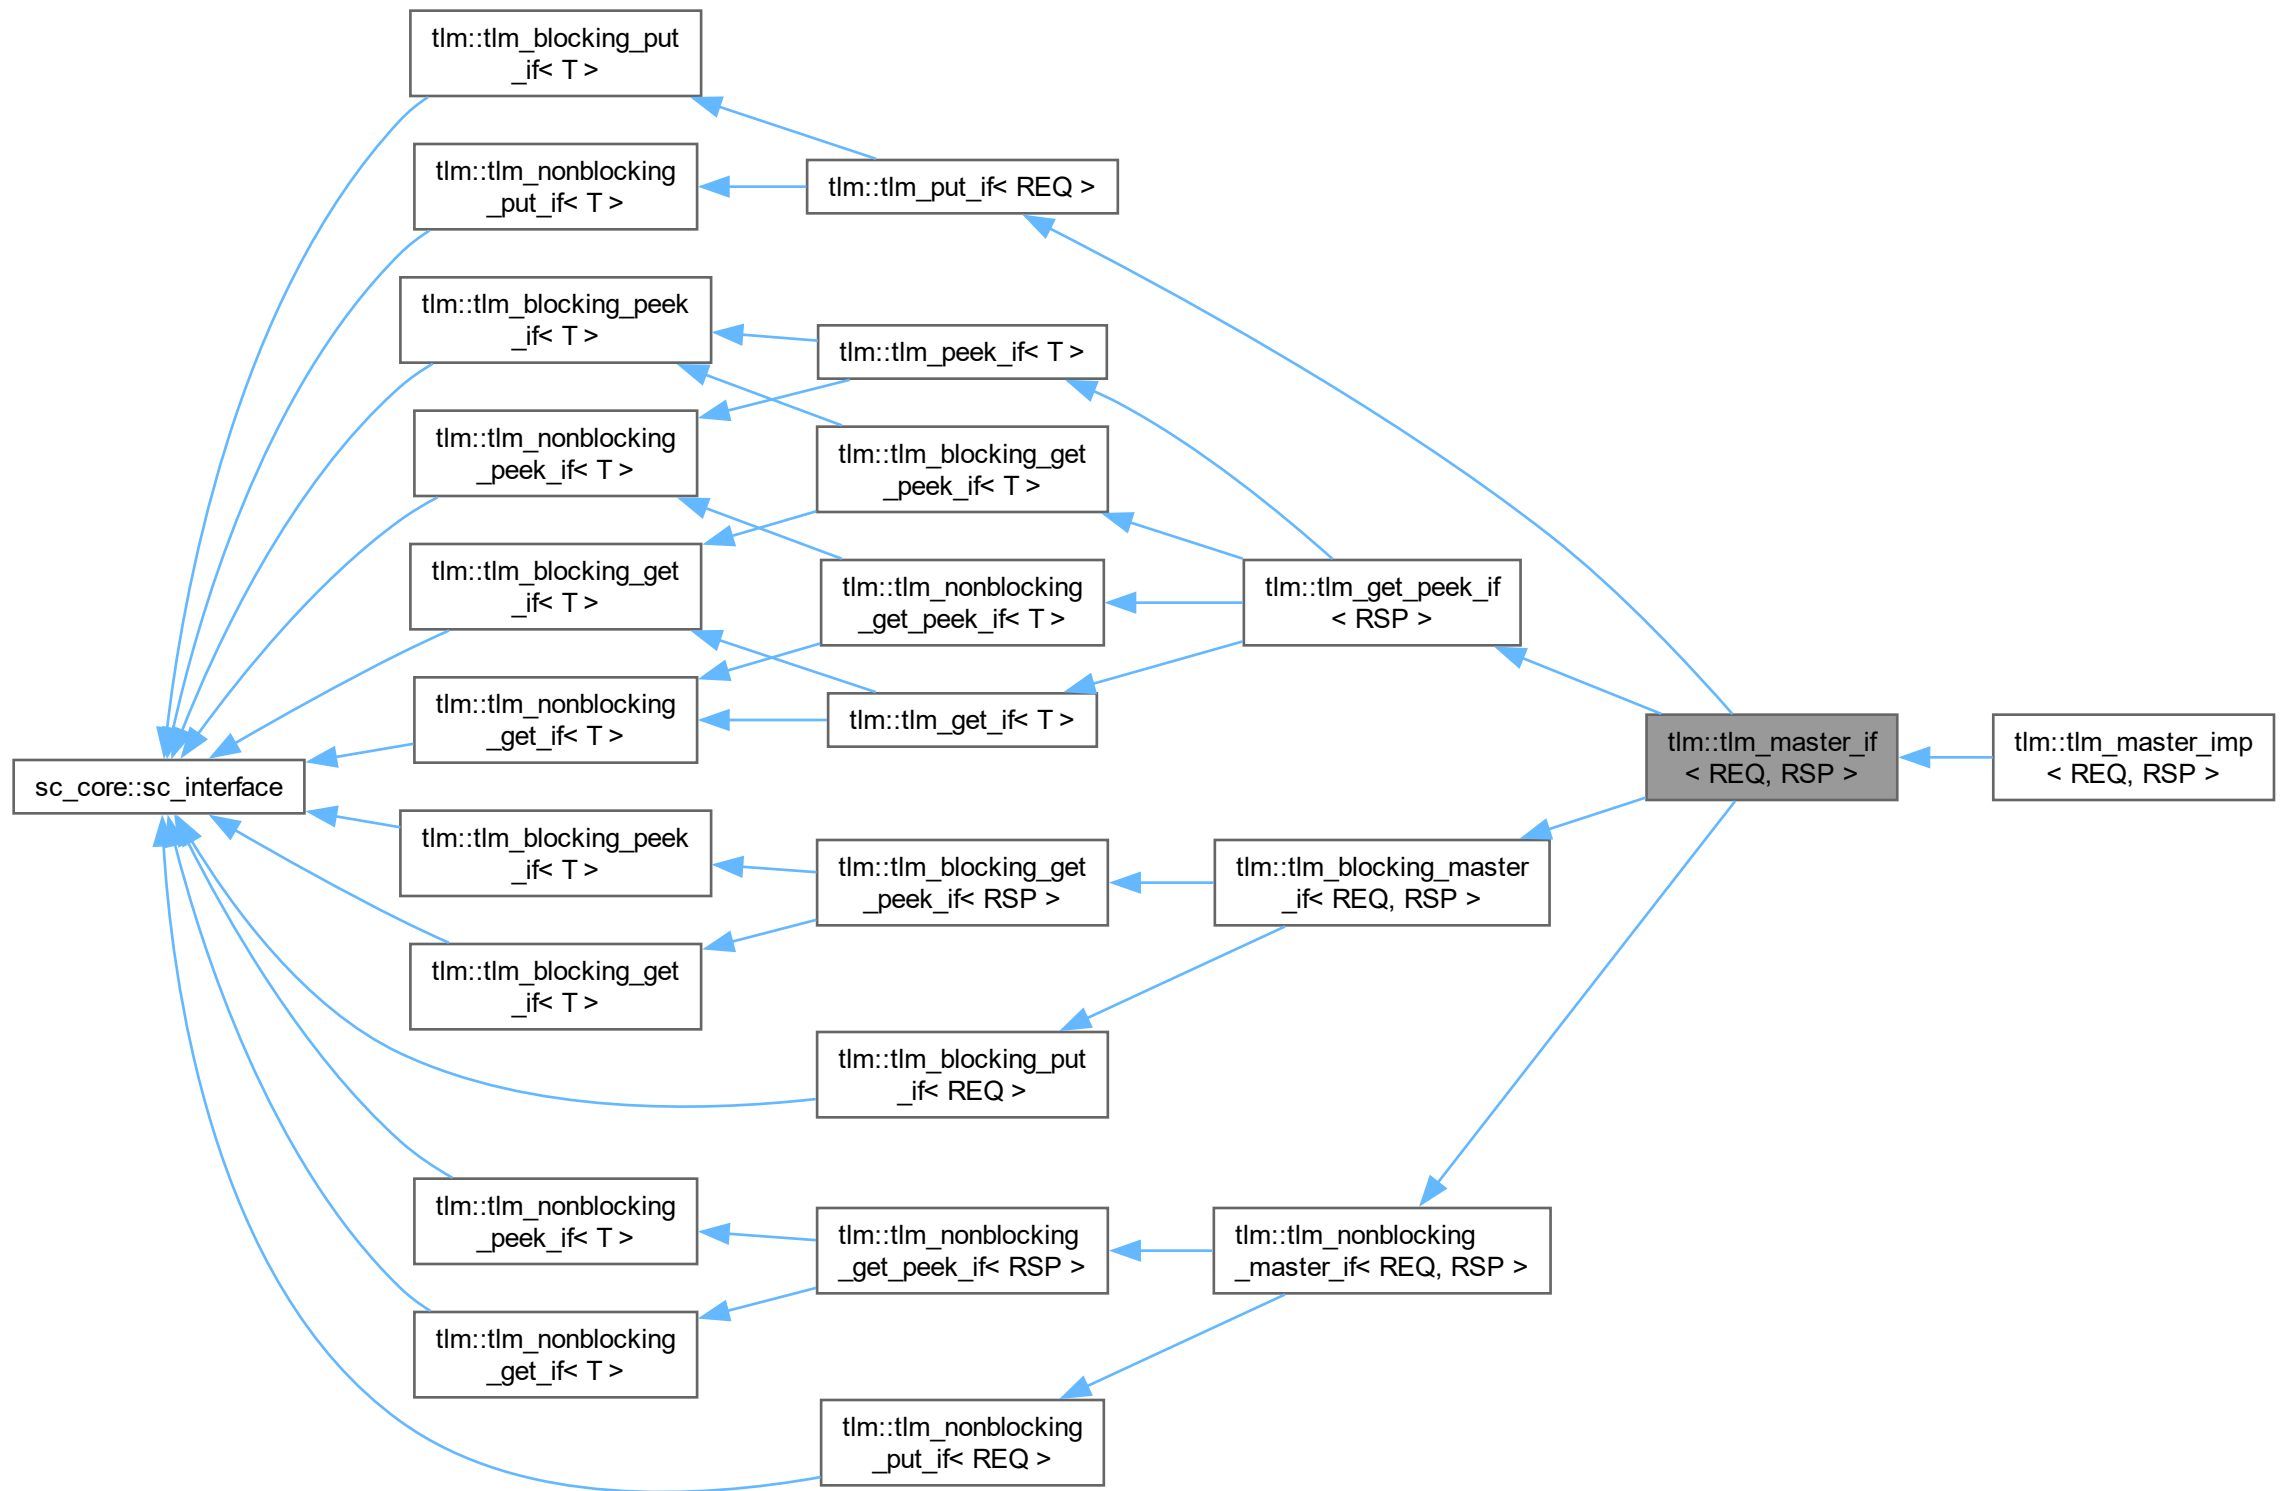 tlm::tlm_blocking_put
_if< T >
tlm::tlm_nonblocking
_put_if< T >
tlm::tlm_put_if< REQ >
tlm::tlm_blocking_peek
_if< T >
tlm::tlm_peek_if< T >
tlm::tlm_nonblocking
_peek_if< T >
tlm::tlm_blocking_get
_peek_if< T >
tlm::tlm_blocking_get
_if< T >
tlm::tlm_nonblocking
_get_peek_if< T >
tlm::tlm_get_peek_if
< RSP >
tlm::tlm_nonblocking
_get_if< T >
tlm::tlm_get_if< T >
tlm::tlm_master_if
< REQ, RSP >
tlm::tlm_master_imp
< REQ, RSP >
sc_core::sc_interface
tlm::tlm_blocking_peek
_if< T >
tlm::tlm_blocking_get
_peek_if< RSP >
tlm::tlm_blocking_master
_if< REQ, RSP >
tlm::tlm_blocking_get
_if< T >
tlm::tlm_blocking_put
_if< REQ >
tlm::tlm_nonblocking
_peek_if< T >
tlm::tlm_nonblocking
_get_peek_if< RSP >
tlm::tlm_nonblocking
_master_if< REQ, RSP >
tlm::tlm_nonblocking
_get_if< T >
tlm::tlm_nonblocking
_put_if< REQ >